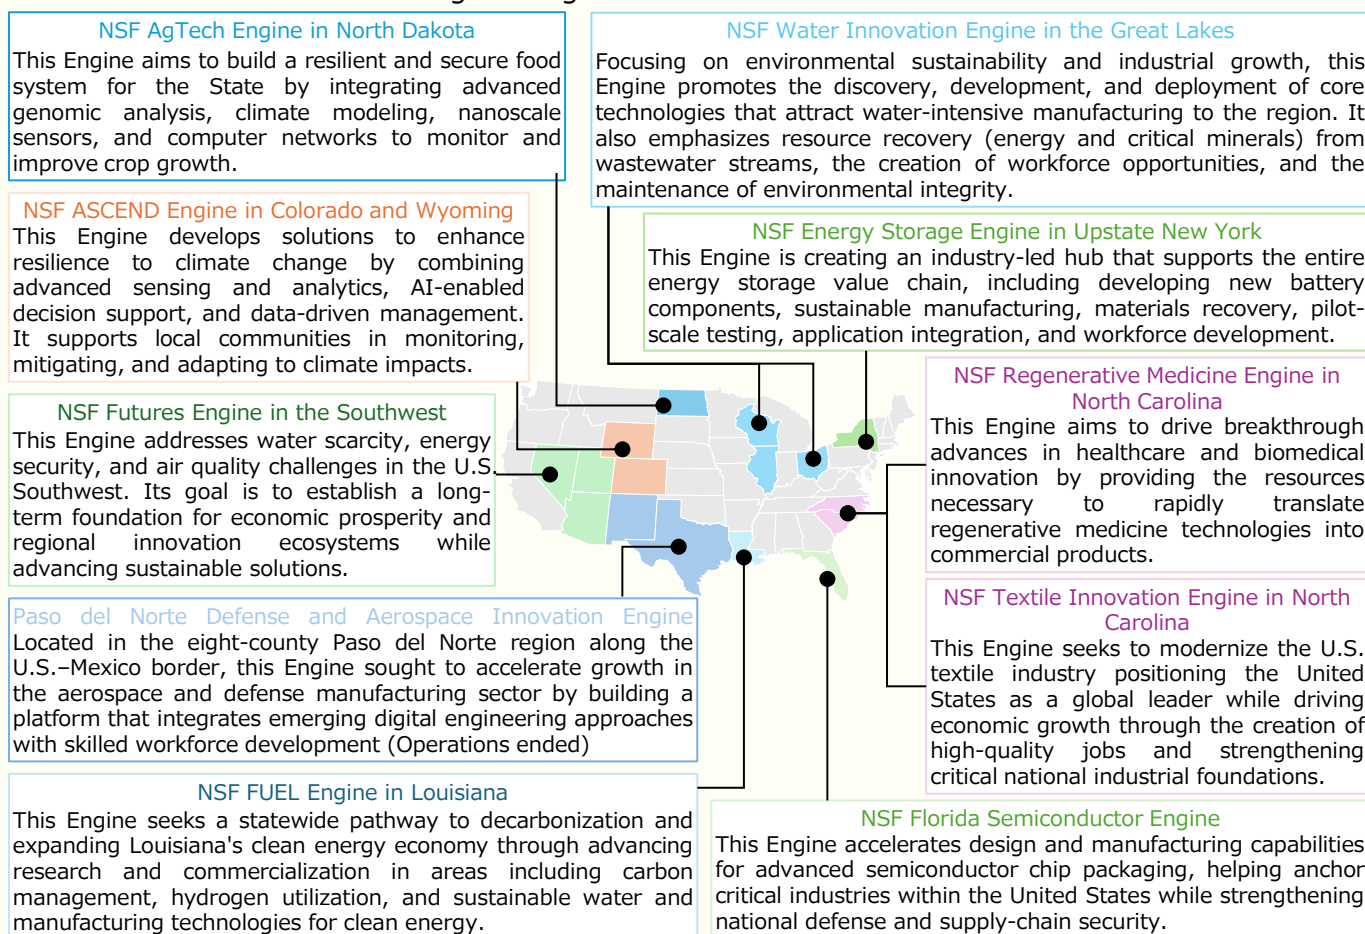 NSF AgTech Engine in North Dakota
This Engine aims to build a resilient and secure food
system for the State by integrating advanced
genomic analysis, climate modeling, nanoscale
sensors, and computer networks to monitor and
improve crop growth.
NSF Water Innovation Engine in the Great Lakes
Focusing on environmental sustainability and industrial growth, this
Engine promotes the discovery, development, and deployment of core
technologies that attract water-intensive manufacturing to the region. It
also emphasizes resource recovery (energy and critical minerals) from
wastewater streams, the creation of workforce opportunities, and the
maintenance of environmental integrity.
NSF ASCEND Engine in Colorado and Wyoming
This Engine develops solutions to enhance
resilience to climate change by combining
advanced sensing and analytics, AI-enabled
decision support, and data-driven management.
It supports local communities in monitoring,
mitigating, and adapting to climate impacts.
NSF Energy Storage Engine in Upstate New York
This Engine is creating an industry-led hub that supports the entire
energy storage value chain, including developing new battery
components, sustainable manufacturing, materials recovery, pilot-
scale testing, application integration, and workforce development.
NSF Futures Engine in the Southwest
This Engine addresses water scarcity, energy
security, and air quality challenges in the U.S.
Southwest. Its goal is to establish a long-
term foundation for economic prosperity and
regional innovation ecosystems while
advancing sustainable solutions.
NSF Regenerative Medicine Engine in
North Carolina
This Engine aims to drive breakthrough
advances in healthcare and biomedical
innovation by providing the resources
necessary to rapidly translate
regenerative medicine technologies into
commercial products.
NSF Textile Innovation Engine in North
Carolina
This Engine seeks to modernize the U.S.
textile industry positioning the United
States as a global leader while driving
economic growth through the creation of
high-quality jobs and strengthening
critical national industrial foundations.
Paso del Norte Defense and Aerospace Innovation Engine
Located in the eight-county Paso del Norte region along the
U.S.–Mexico border, this Engine sought to accelerate growth in
the aerospace and defense manufacturing sector by building a
platform that integrates emerging digital engineering approaches
with skilled workforce development (Operations ended)
NSF FUEL Engine in Louisiana
This Engine seeks a statewide pathway to decarbonization and
expanding Louisiana's clean energy economy through advancing
research and commercialization in areas including carbon
management, hydrogen utilization, and sustainable water and
manufacturing technologies for clean energy.
NSF Florida Semiconductor Engine
This Engine accelerates design and manufacturing capabilities
for advanced semiconductor chip packaging, helping anchor
critical industries within the United States while strengthening
national defense and supply-chain security.